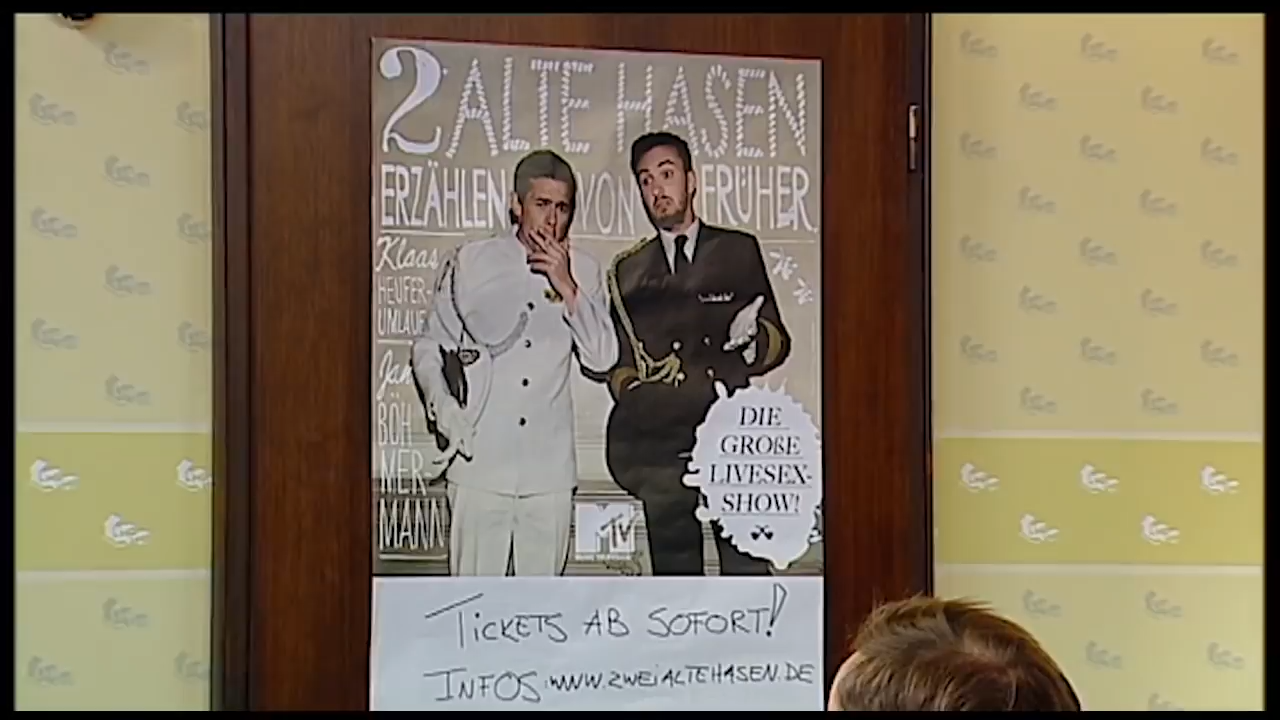 2 ALTE HASEN
ERZÄHLEN VON FRÜHER
Klaas
HEUFER-
UMLAUF
Jan
BÖH
MER-
MANN
DIE
GROßE
LIVESEX-
SHOW!
MTV
TICKETS AB SOFORT!
INFOS: WWW.ZWEIALTEHASEN.DE